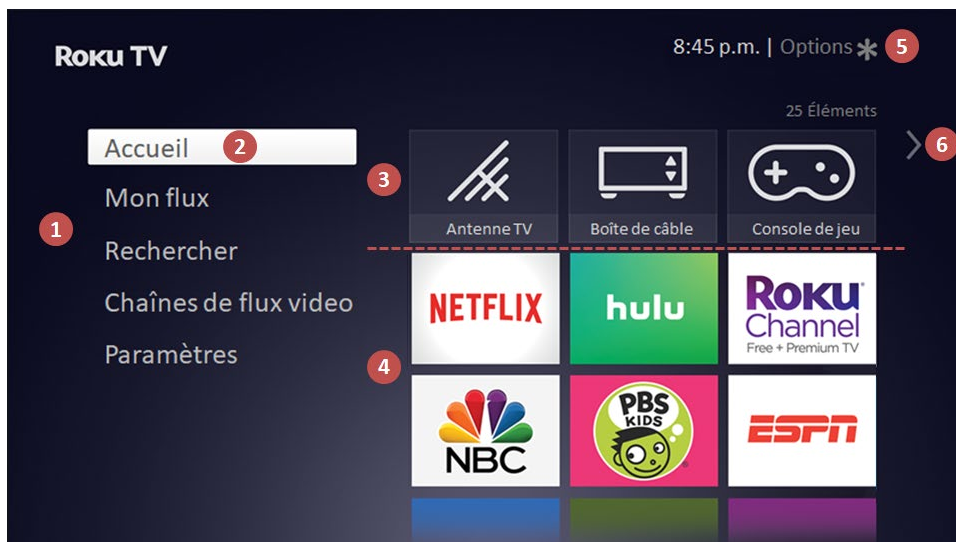 Roku TV
8:45 p.m. | Options ✱ 5
25 Éléments
Accueil 2
6
3
Mon flux
1
Antenne TV Boîte de câble Console de jeu
Rechercher
Chaînes de flux video
Paramètres
4
NETFLIX hulu Roku Channel
Free + Premium TV
NBC PBS KIDS ESPN